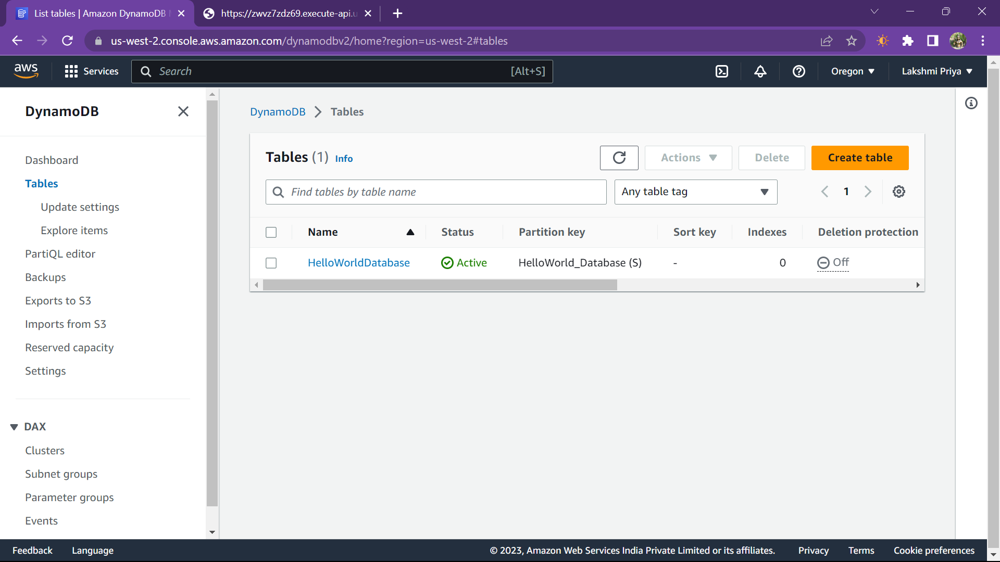 List tables | Amazon DynamoDB
https://zwvz7zdz69.execute-api.u
us-west-2.console.aws.amazon.com/dynamodbv2/home?region=us-west-2#tables
aws
Services
Search
[Alt+S]
Oregon
Lakshmi Priya
DynamoDB
Dashboard
Tables
Update settings
Explore items
PartiQL editor
Backups
Exports to S3
Imports from S3
Reserved capacity
Settings
DAX
Clusters
Subnet groups
Parameter groups
Events
DynamoDB > Tables
Tables (1) Info
Actions
Delete
Create table
Find tables by table name
Any table tag
1
Name Status Partition key Sort key Indexes Deletion protection
HelloWorldDatabase Active HelloWorld_Database (S) - 0 Off
Feedback Language © 2023, Amazon Web Services India Private Limited or its affiliates. Privacy Terms Cookie preferences